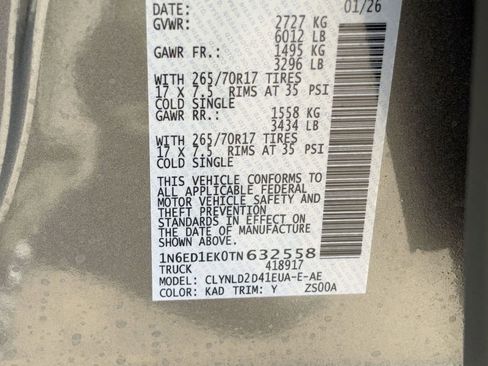 DATE: 01/26
GVWR: 2727 KG
6012 LB
GAWR FR.: 1495 KG
3296 LB
WITH 265/70R17 TIRES
17 X 7.5 RIMS AT 35 PSI
COLD SINGLE
GAWR RR.: 1558 KG
3434 LB
WITH 265/70R17 TIRES
17 X 7.5 RIMS AT 35 PSI
COLD SINGLE
THIS VEHICLE CONFORMS TO
ALL APPLICABLE FEDERAL
MOTOR VEHICLE SAFETY AND
THEFT PREVENTION
STANDARDS IN EFFECT ON
THE DATE OF MANUFACTURE
SHOWN ABOVE.
1N6ED1EK0TN632558
TRUCK 418917
MODEL: CLYNLD2D41EUA-E-AE
COLOR: KAD TRIM: Y ZS00A